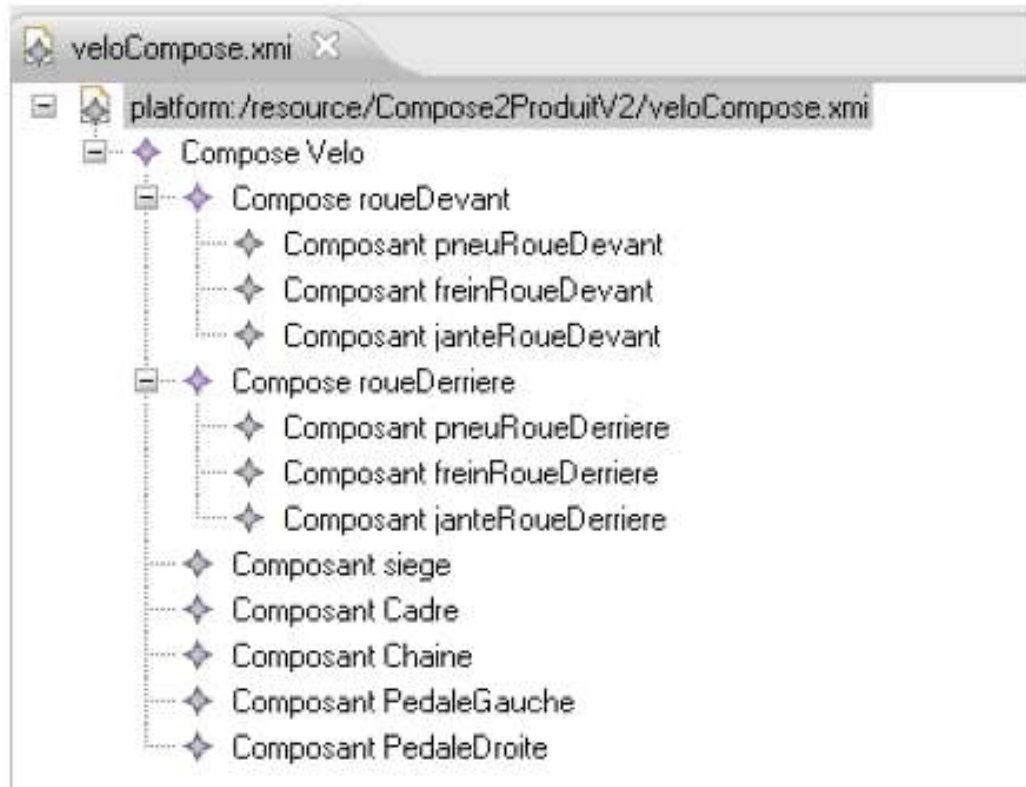 veloCompose.xmi
platform:/resource/Compose2ProduitV2/veloCompose.xmi
Compose Velo
Compose roueDevant
Composant pneuRoueDevant
Composant freinRoueDevant
Composant janteRoueDevant
Compose roueDerriere
Composant pneuRoueDerriere
Composant freinRoueDerriere
Composant janteRoueDerriere
Composant siege
Composant Cadre
Composant Chaine
Composant PedaleGauche
Composant PedaleDroite